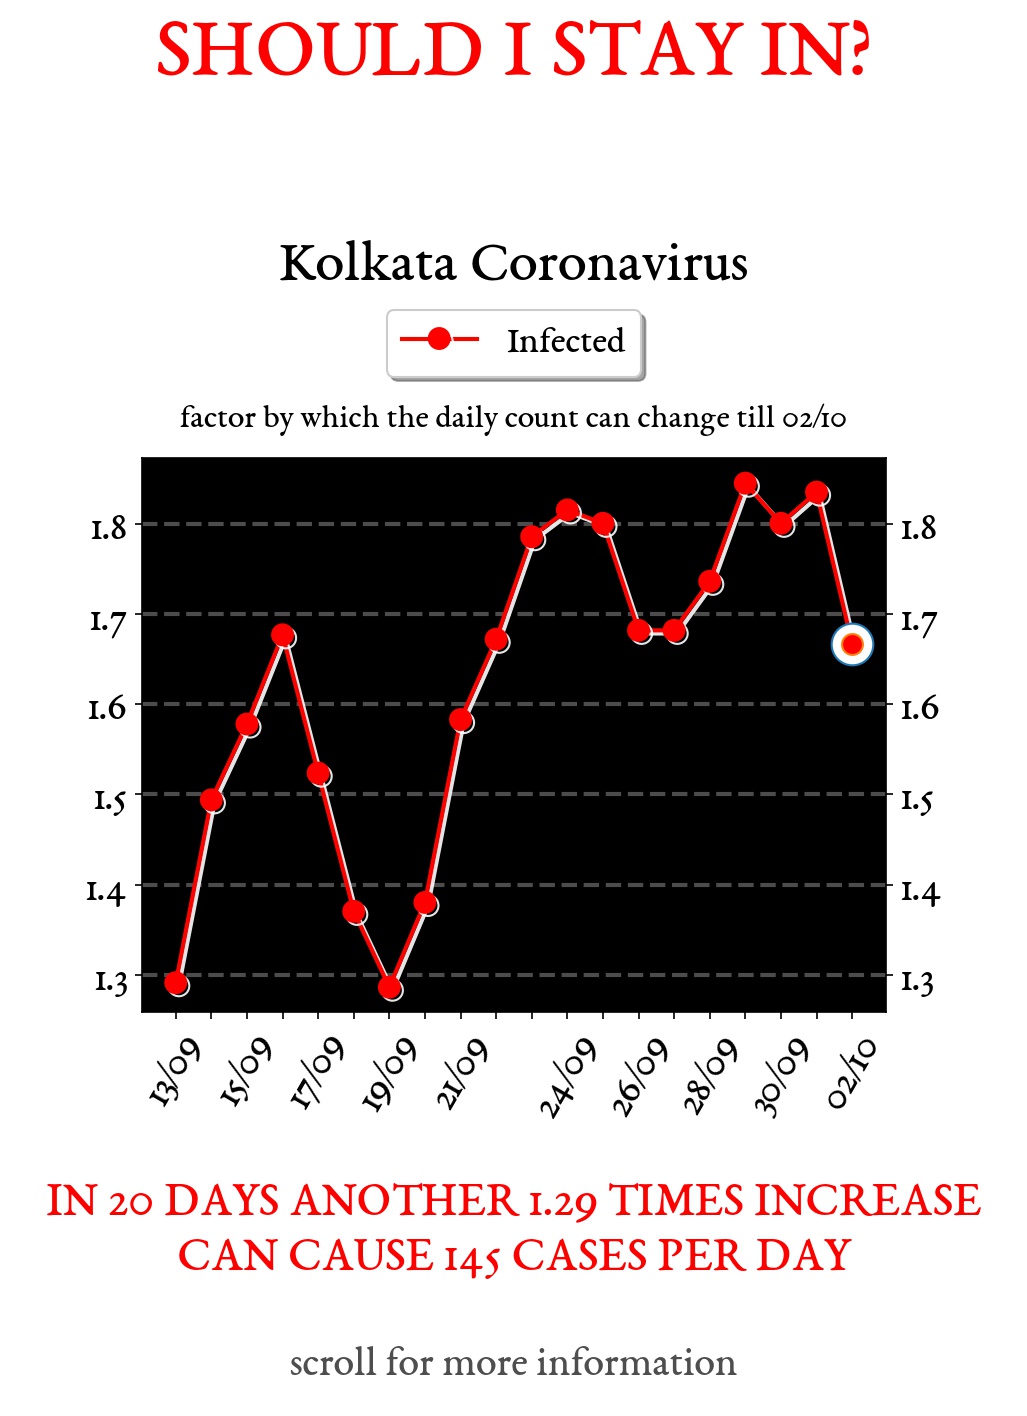 SHOULD I STAY IN?
Kolkata Coronavirus
Infected
factor by which the daily count can change till 02/10
1.8 1.8
1.7 1.7
1.6 1.6
1.5 1.5
1.4 1.4
1.3 1.3
13/09 15/09 17/09 19/09 21/09 24/09 26/09 28/09 30/09 02/10
IN 20 DAYS ANOTHER 1.29 TIMES INCREASE
CAN CAUSE 145 CASES PER DAY
scroll for more information